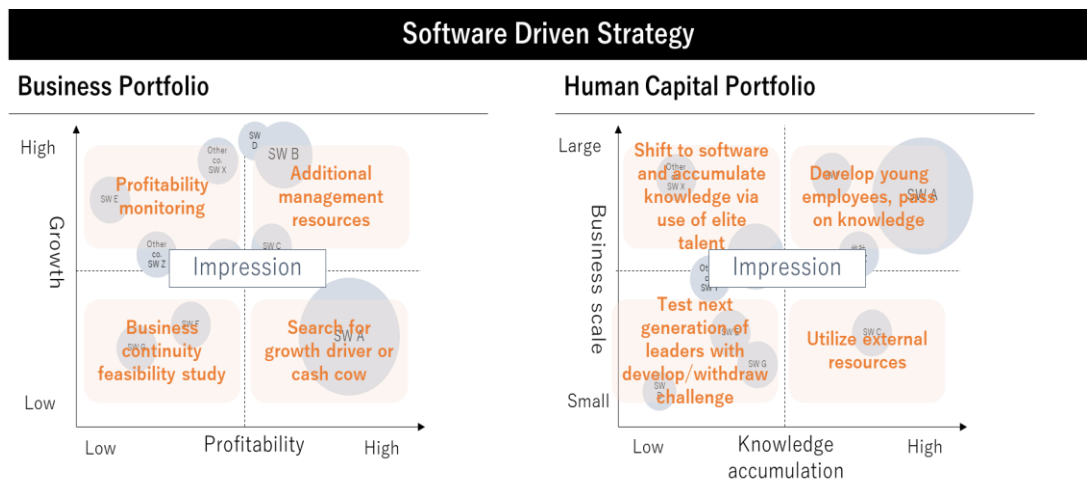 Software Driven Strategy
Business Portfolio
High
Growth
Low
Low
Profitability
High
Other
co.
SW X
SW
D
SW B
SW E
Profitability
monitoring
Additional
management
resources
Other
co.
SW Z
SW C
Impression
SW F
Business
continuity
feasibility study
SW G
Search for
growth driver or
cash cow
SW A
Human Capital Portfolio
Large
Business scale
Small
Low
Knowledge
accumulation
High
Shift to software
and accumulate
knowledge via
use of elite
talent
Other
co.
SW X
Develop young
employees, pass
on knowledge
SW A
Impression
Test next
generation of
leaders with
develop/withdraw
challenge
SW G
SW
Utilize external
resources
SW C